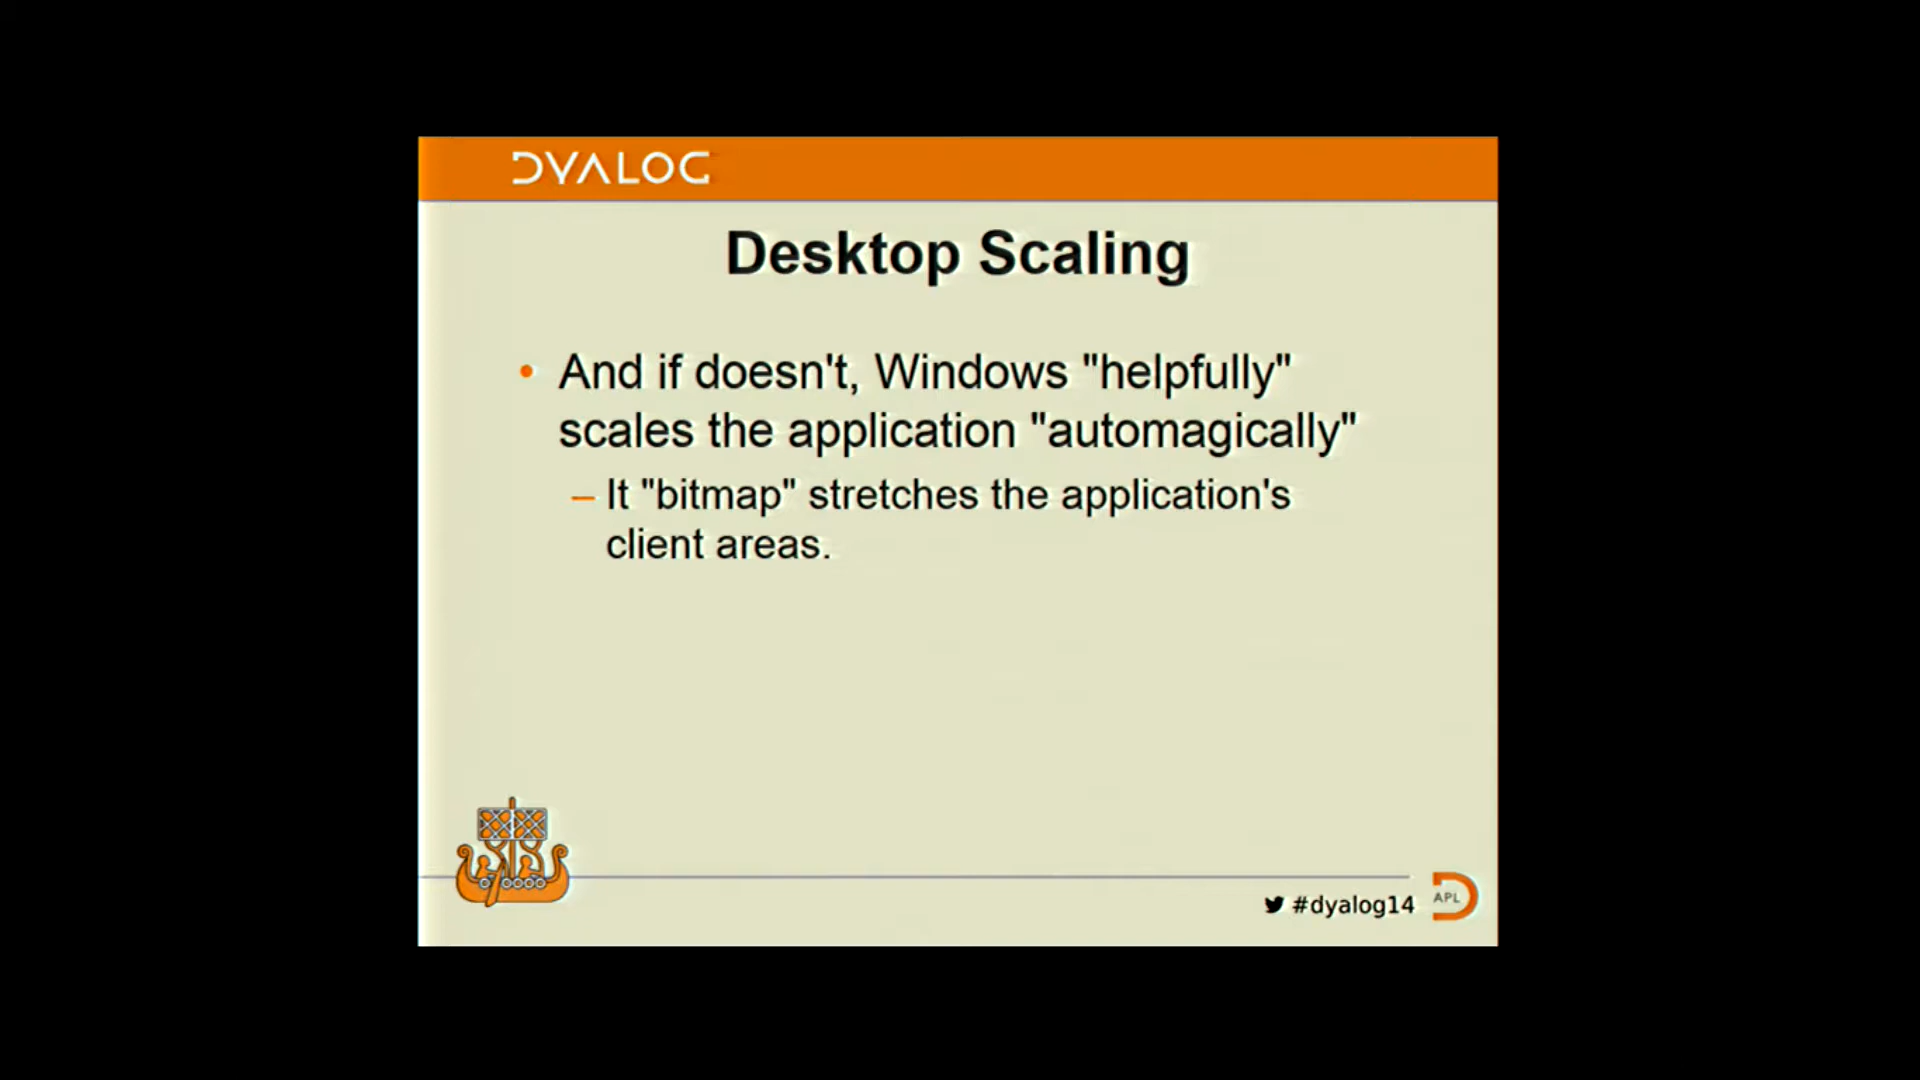 DYALOG
Desktop Scaling
• And if doesn't, Windows "helpfully"
scales the application "automagically"
– It "bitmap" stretches the application's
client areas.
#dyalog14
APL